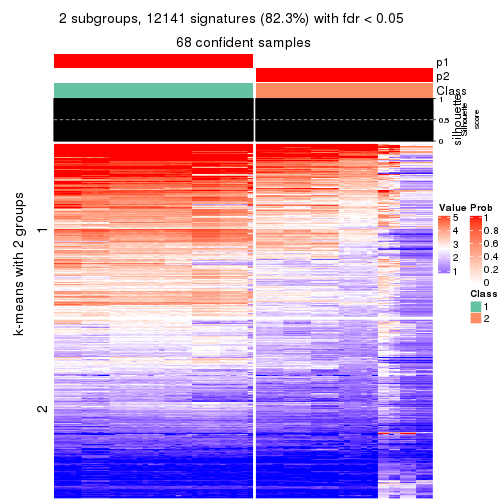 2 subgroups, 12141 signatures (82.3%) with fdr < 0.05
68 confident samples
p1
p2
Class
1
0.5
0
silhouette
Silhouette
score
k-means with 2 groups
1
2
Value
5
4
3
2
1
Prob
1
0.8
0.6
0.4
0.2
0
Class
1
2